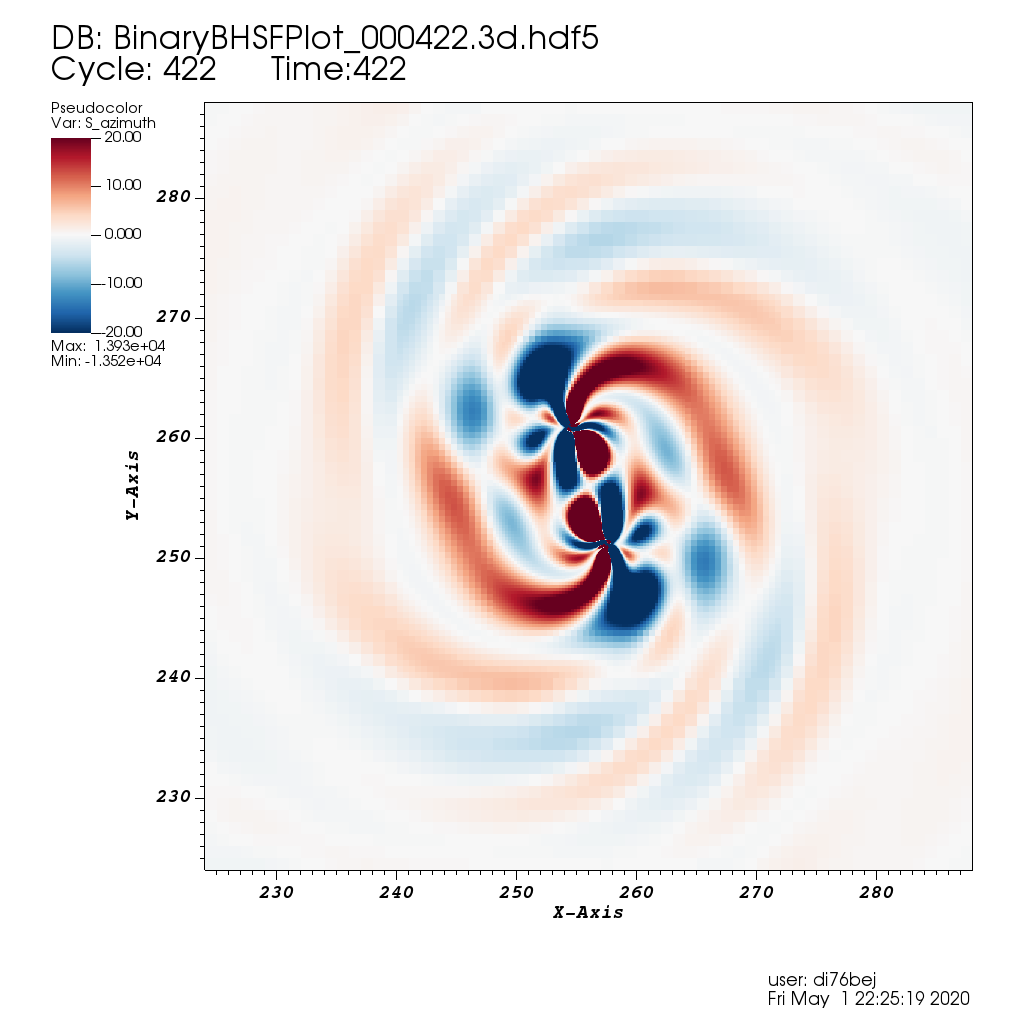 DB: BinaryBHSFPlot_000422.3d.hdf5
Cycle: 422 Time:422
Pseudocolor
Var: S_azimuth
20.00
10.00
0.000
-10.00
-20.00
Max: 1.393e+04
Min: -1.352e+04
280
270
260
250
240
230
Y-Axis
230 240 250 260 270 280
X-Axis
user: di76bej
Fri May 1 22:25:19 2020